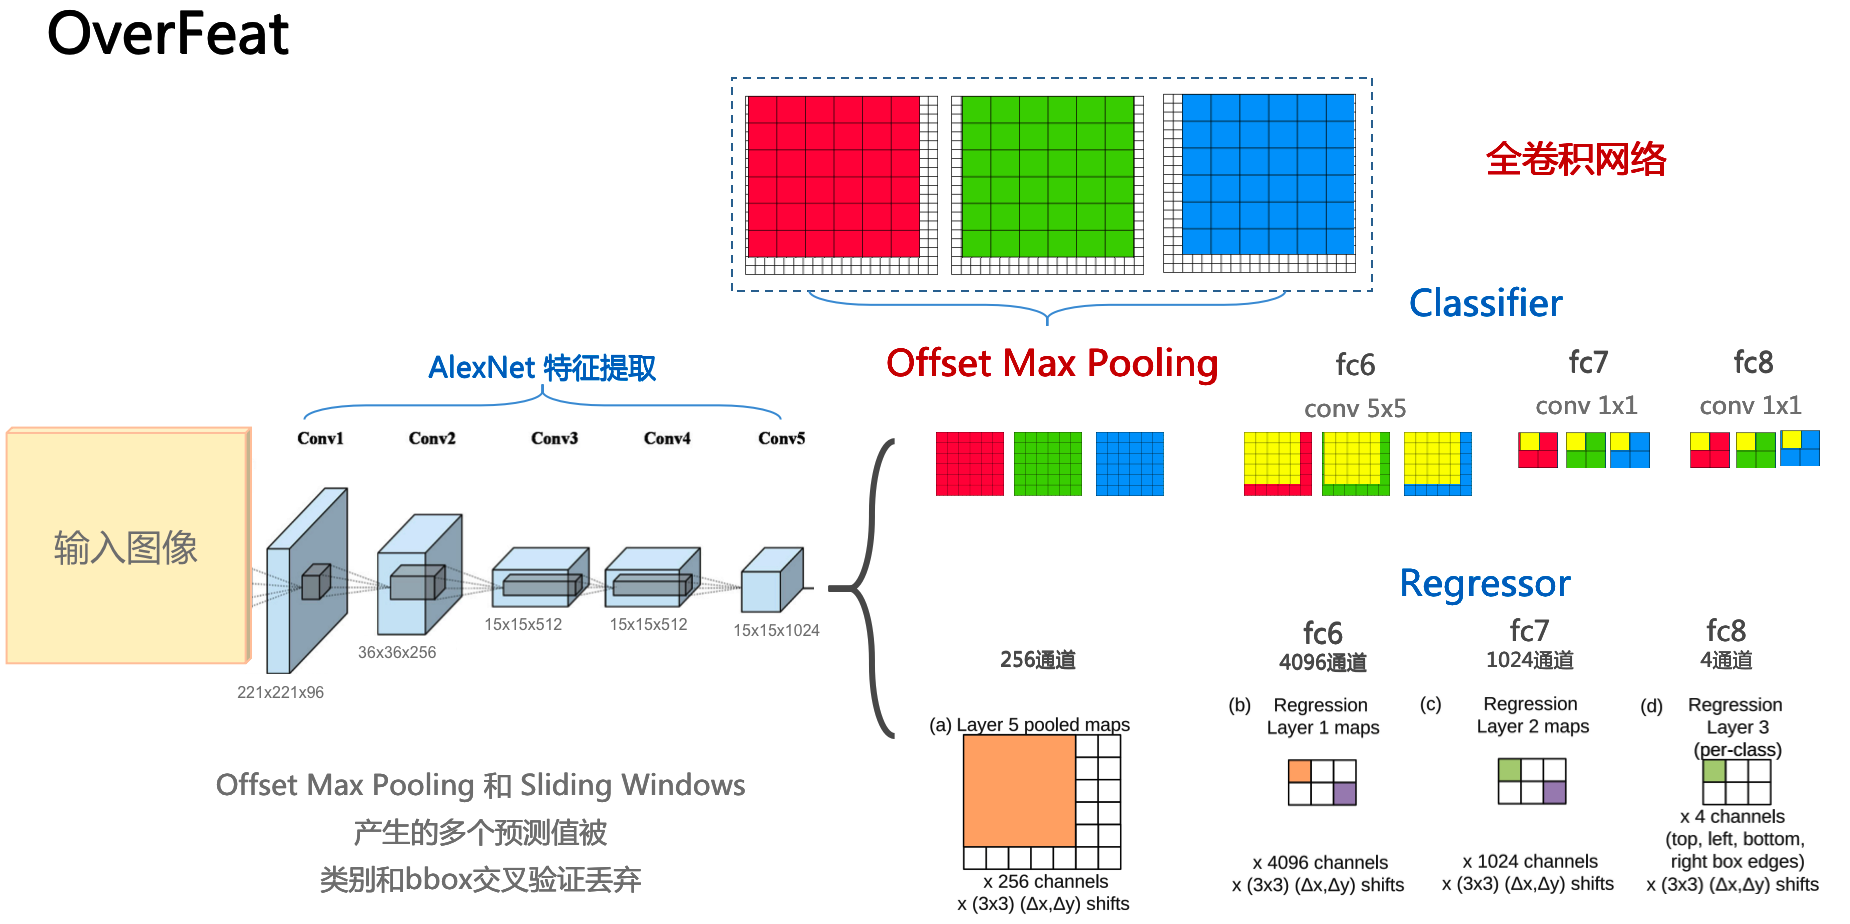 OverFeat
全卷积网络
Classifier
AlexNet 特征提取
Offset Max Pooling
fc6
conv 5x5
fc7
conv 1x1
fc8
conv 1x1
Conv1
Conv2
Conv3
Conv4
Conv5
输入图像
221x221x96
36x36x256
15x15x512
15x15x512
15x15x1024
Regressor
256通道
fc6
4096通道
fc7
1024通道
fc8
4通道
(a) Layer 5 pooled maps
x 256 channels
x (3x3) (Δx,Δy) shifts
(b) Regression
Layer 1 maps
x 4096 channels
x (3x3) (Δx,Δy) shifts
(c) Regression
Layer 2 maps
x 1024 channels
x (3x3) (Δx,Δy) shifts
(d) Regression
Layer 3
(per-class)
x 4 channels
(top, left, bottom,
right box edges)
x (3x3) (Δx,Δy) shifts
Offset Max Pooling 和 Sliding Windows
产生的多个预测值被
类别和bbox交叉验证丢弃